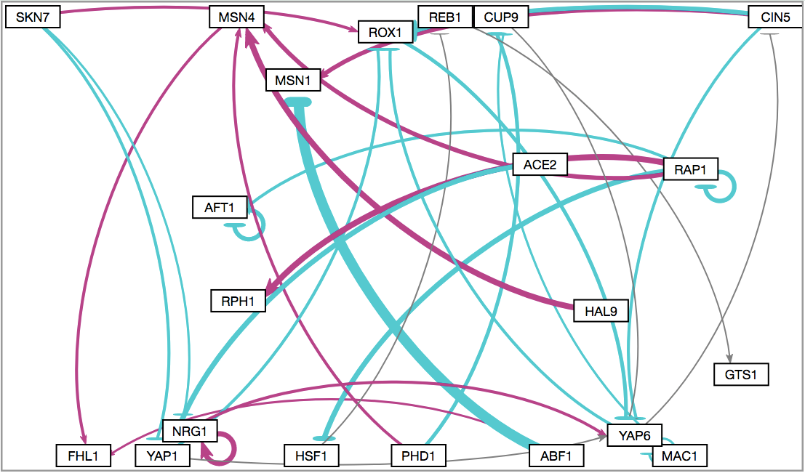 SKN7
MSN4
ROX1
REB1
CUP9
CIN5
MSN1
ACE2
RAP1
AFT1
RPH1
HAL9
GTS1
NRG1
YAP6
FHL1
YAP1
HSF1
PHD1
ABF1
MAC1